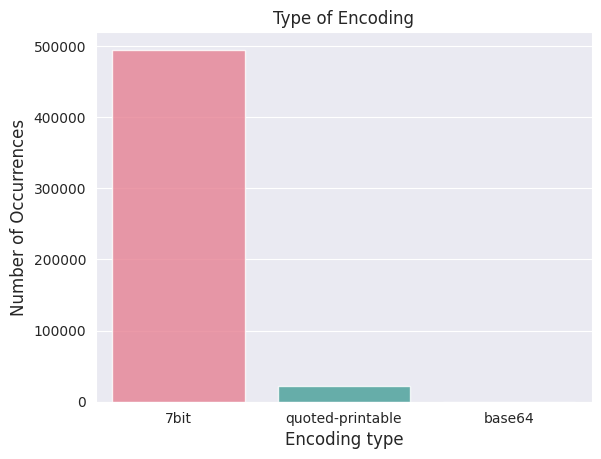 Type of Encoding
500000
400000
300000
200000
100000
0
Number of Occurrences
7bit
quoted-printable
base64
Encoding type